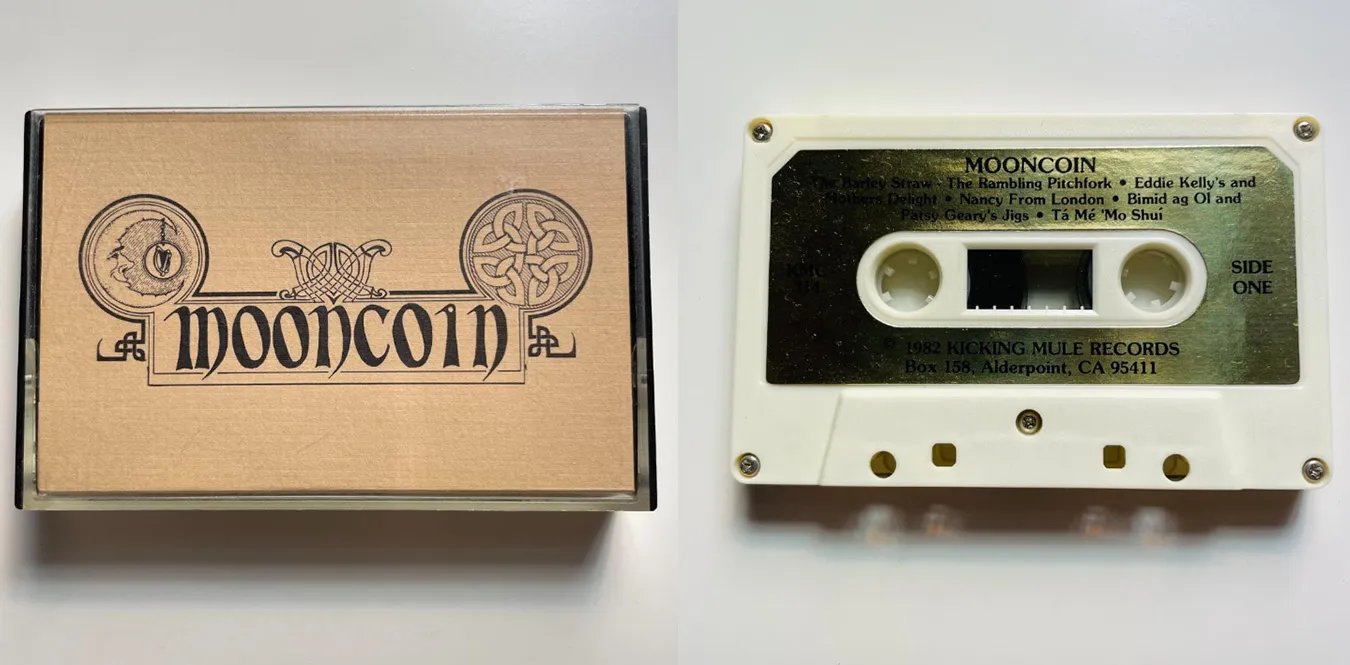 mooncoin
MOONCOIN
The Barley Straw - The Rambling Pitchfork • Eddie Kelly's and
Mothers Delight • Nancy From London • Bimid ag Ol and
Patsy Geary's Jigs • Tá Mé 'Mo Shuí
KMC
SIDE
ONE
© 1982 KICKING MULE RECORDS
Box 158, Alderpoint, CA 95411